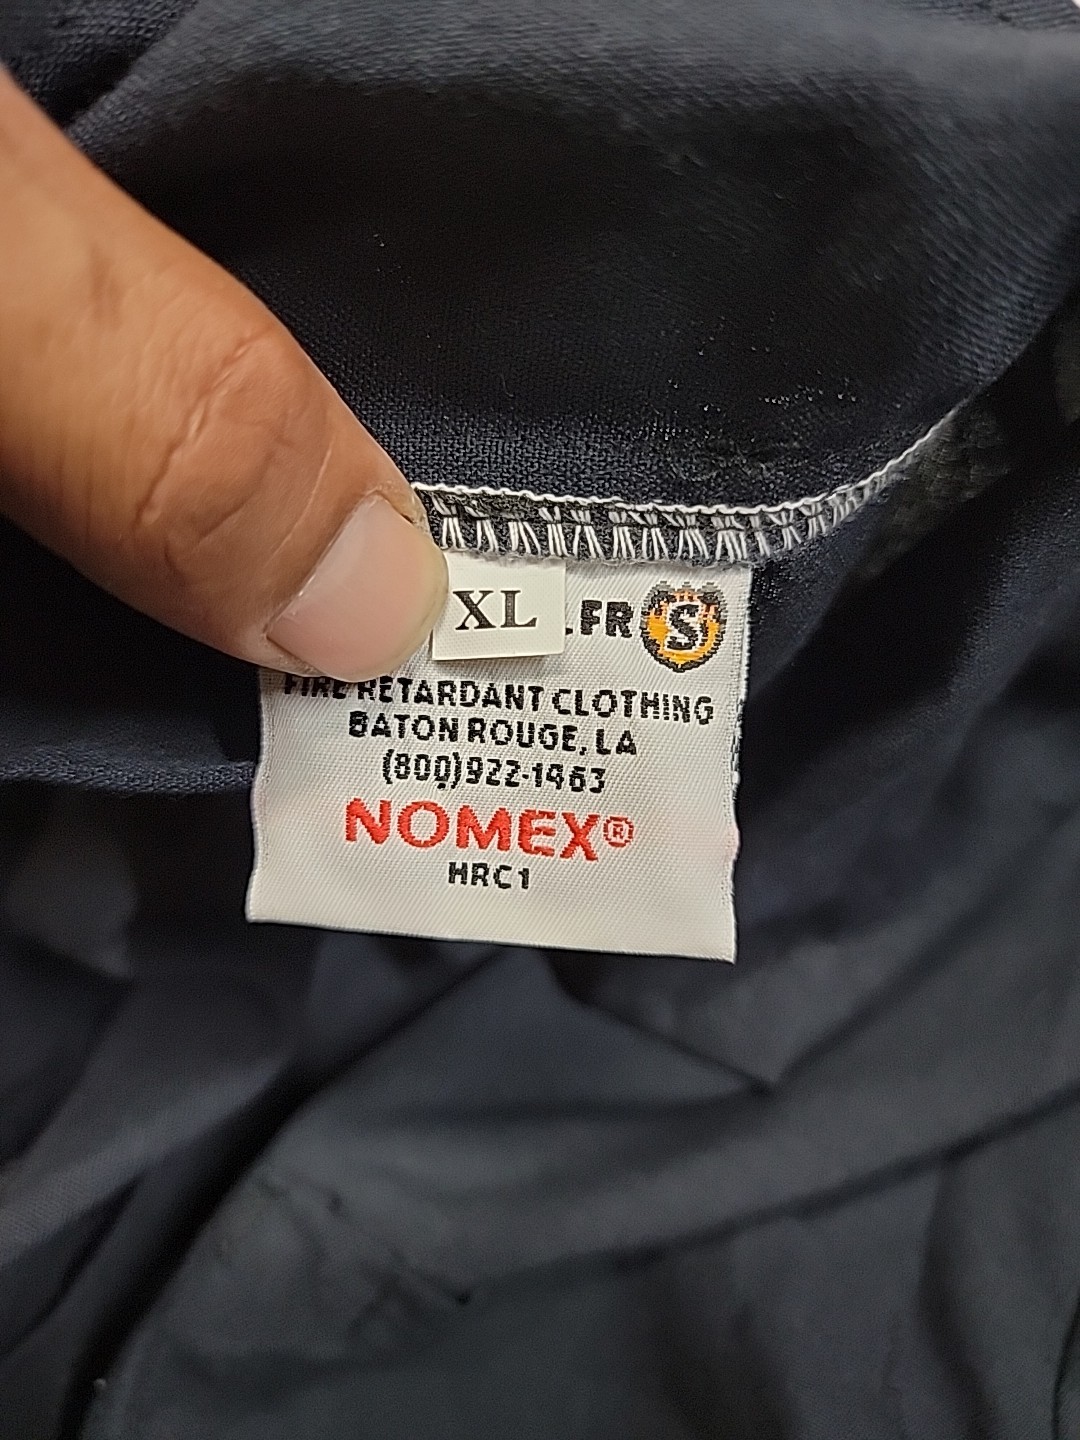 XL .FR S
FIRE RETARDANT CLOTHING
BATON ROUGE, LA
(800)922-1463
NOMEX®
HRC1